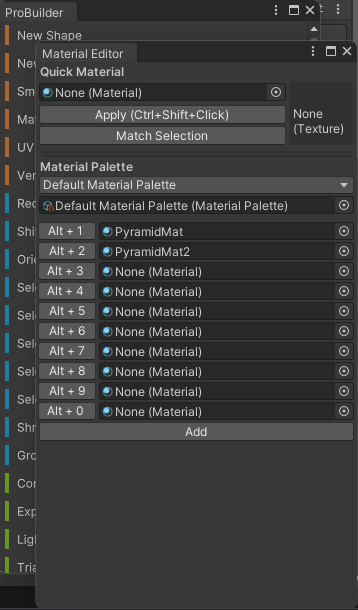 ProBuilder
New Shape
New
Material Editor
Sm
Quick Material
None (Material)
Mat
Apply (Ctrl+Shift+Click)
None
(Texture)
UV
Match Selection
Ver
Material Palette
Default Material Palette
Rec
Default Material Palette (Material Palette)
Shif
Alt + 1 PyramidMat
Alt + 2 PyramidMat2
Orie
Alt + 3 None (Material)
Sele
Alt + 4 None (Material)
Sele
Alt + 5 None (Material)
Alt + 6 None (Material)
Sele
Alt + 7 None (Material)
Sele
Alt + 8 None (Material)
Alt + 9 None (Material)
Sele
Alt + 0 None (Material)
Shr
Add
Gro
Con
Exp
Ligh
Tria